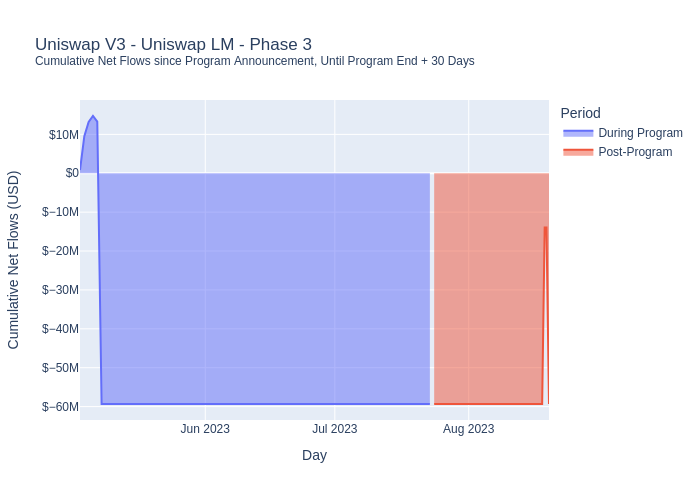 Uniswap V3 - Uniswap LM - Phase 3
Cumulative Net Flows since Program Announcement, Until Program End + 30 Days
Period
During Program
Post-Program
Cumulative Net Flows (USD)
$10M
$0
$−10M
$−20M
$−30M
$−40M
$−50M
$−60M
Jun 2023
Jul 2023
Aug 2023
Day